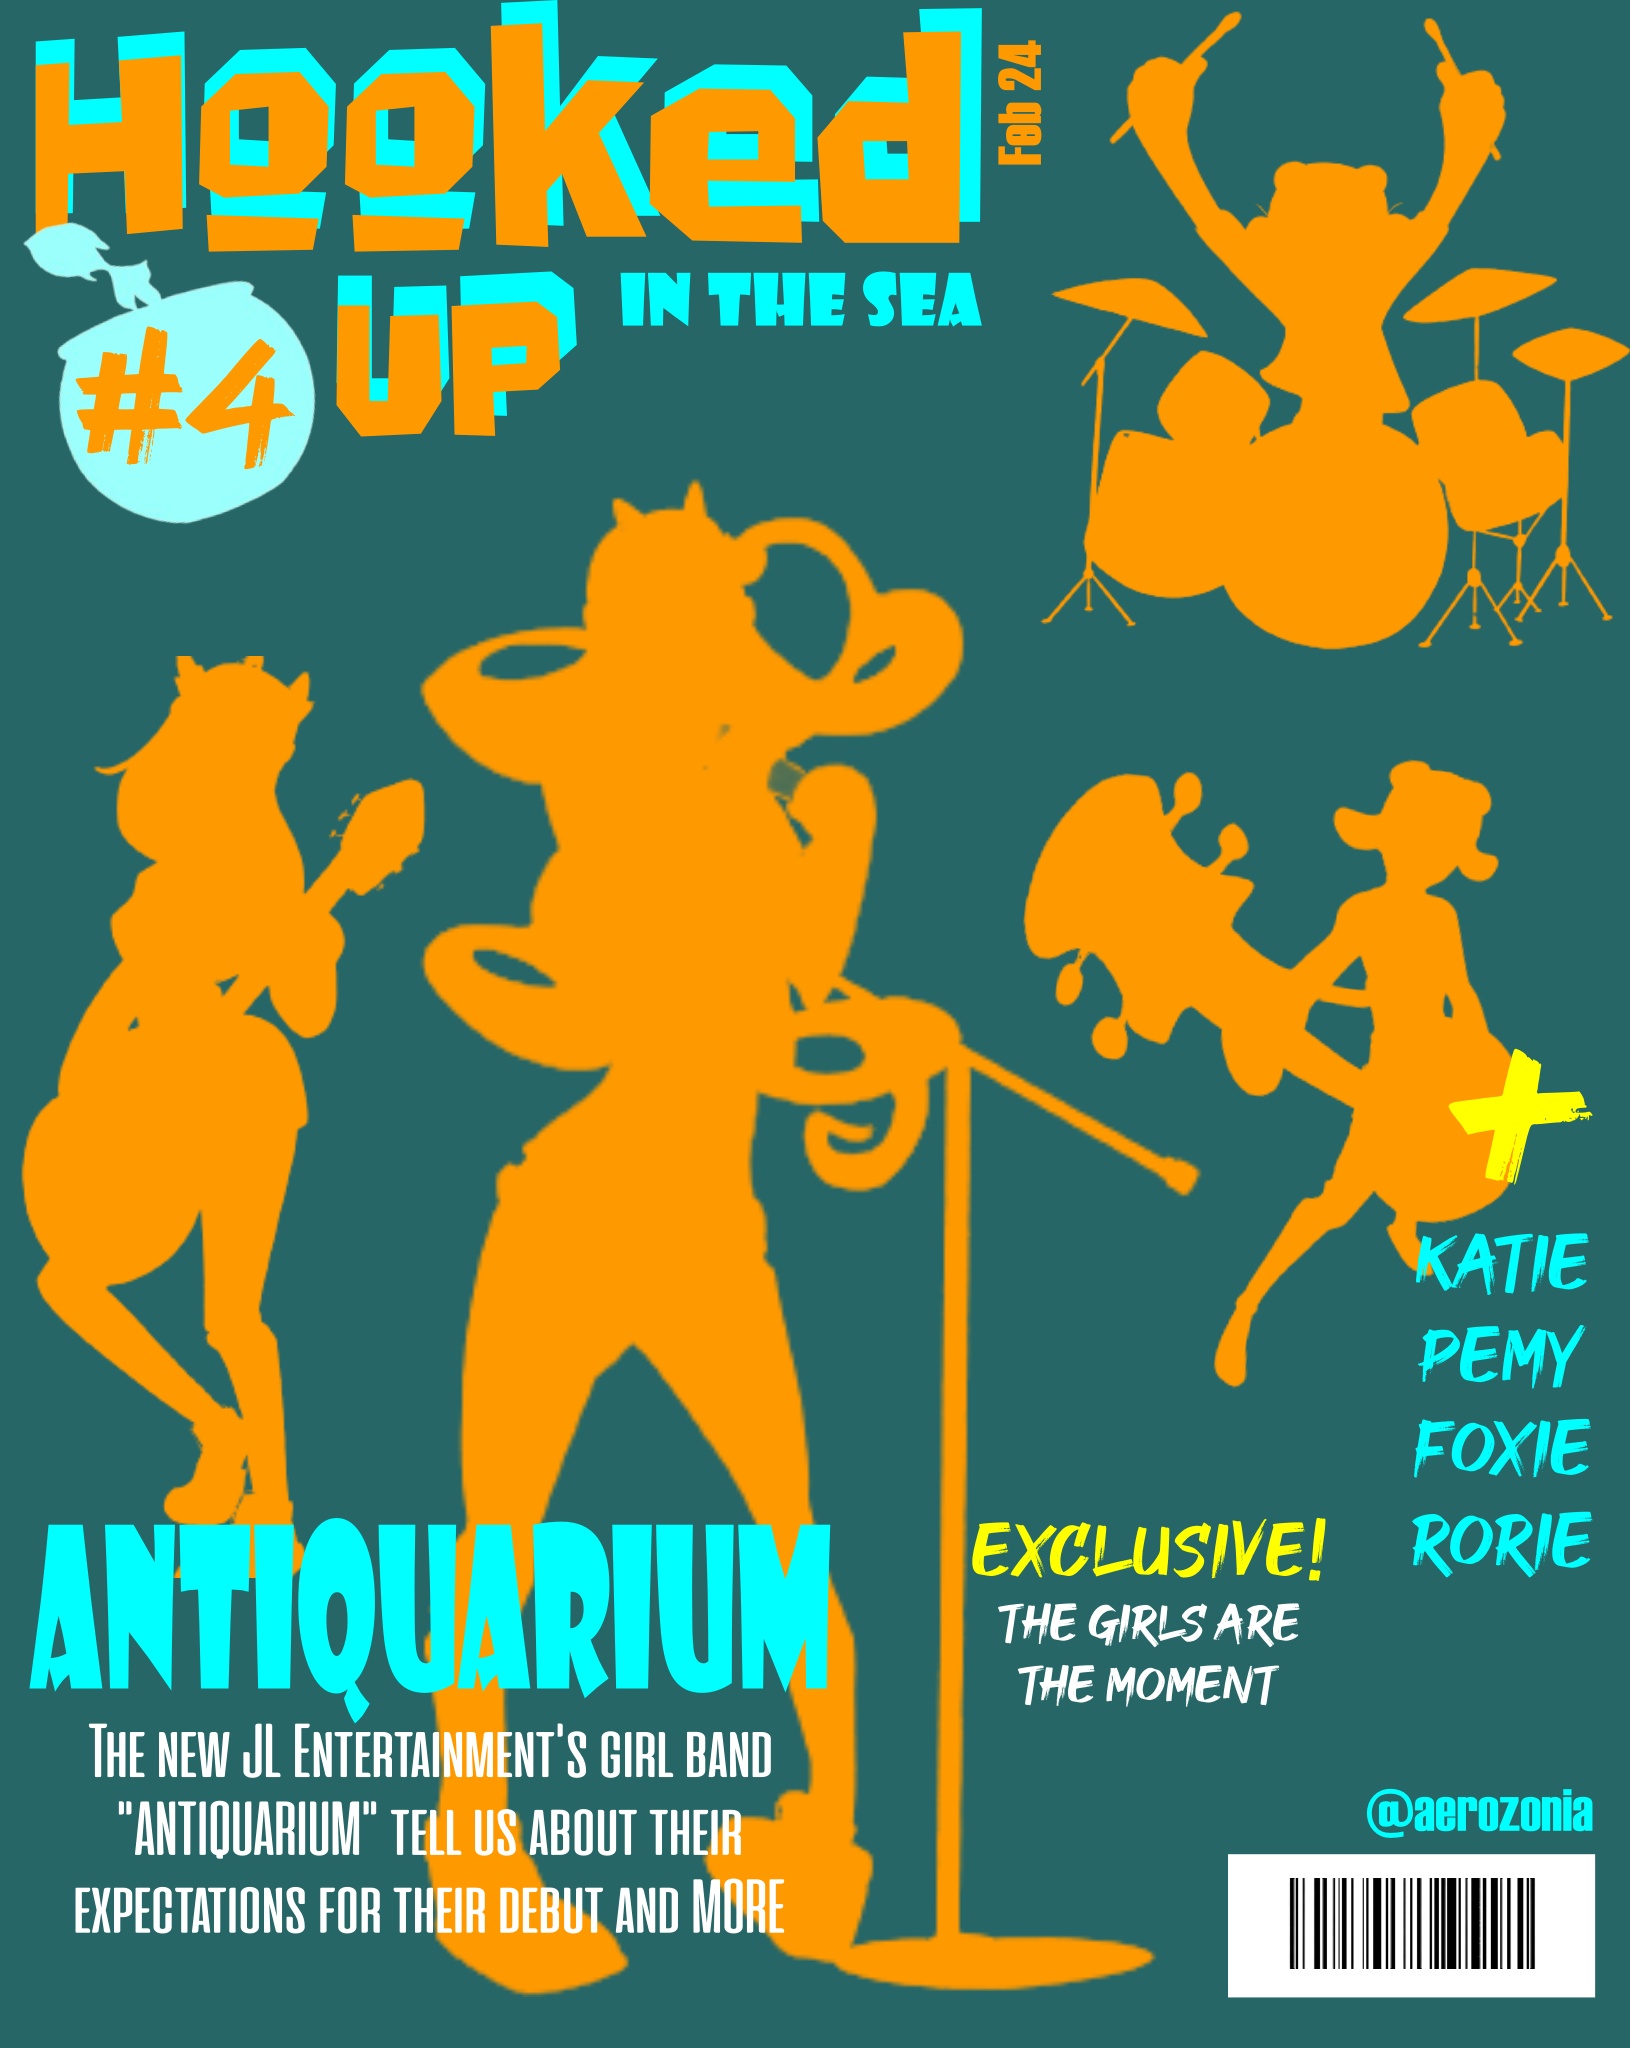 Hooked
Feb 24
UP
IN THE SEA
#4
+
KATIE
PEMY
FOXIE
RORIE
ANTIQUARIUM
EXCLUSIVE!
THE GIRLS ARE
THE MOMENT
The new JL Entertainment's girl band
"ANTIQUARIUM" tell us about their
expectations for their debut and MORE
@aerozonia